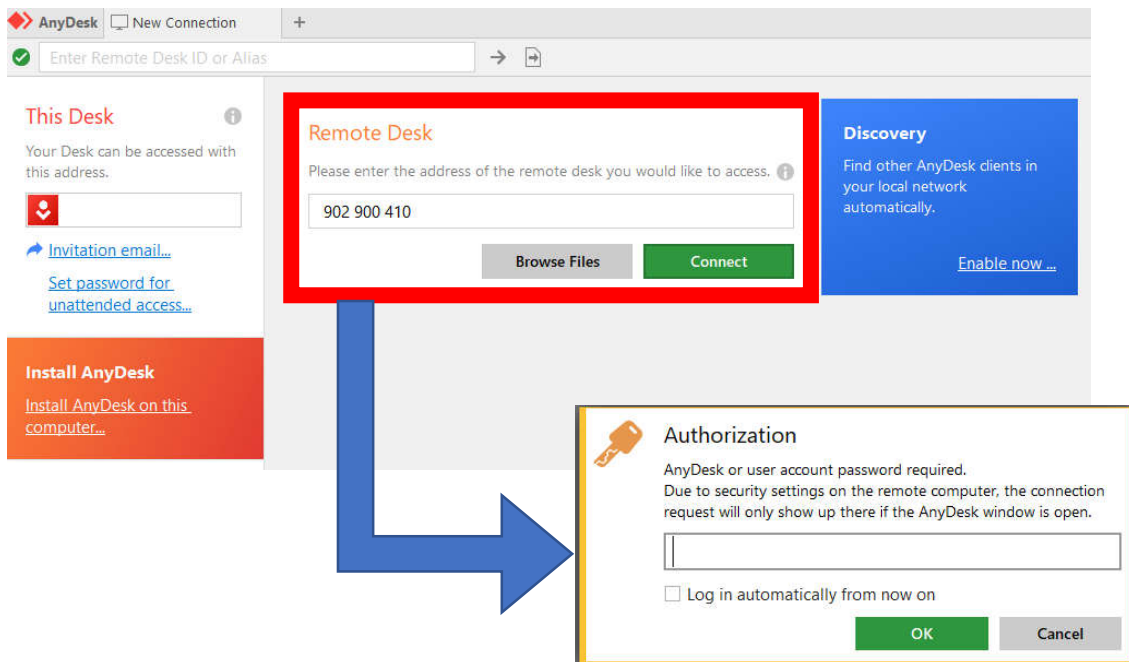 AnyDesk
New Connection
+
Enter Remote Desk ID or Alias
This Desk
Your Desk can be accessed with
this address.
Invitation email...
Set password for
unattended access...
Install AnyDesk
Install AnyDesk on this
computer...
Remote Desk
Please enter the address of the remote desk you would like to access.
902 900 410
Browse Files
Connect
Discovery
Find other AnyDesk clients in
your local network
automatically.
Enable now ...
Authorization
AnyDesk or user account password required.
Due to security settings on the remote computer, the connection
request will only show up there if the AnyDesk window is open.
Log in automatically from now on
OK
Cancel